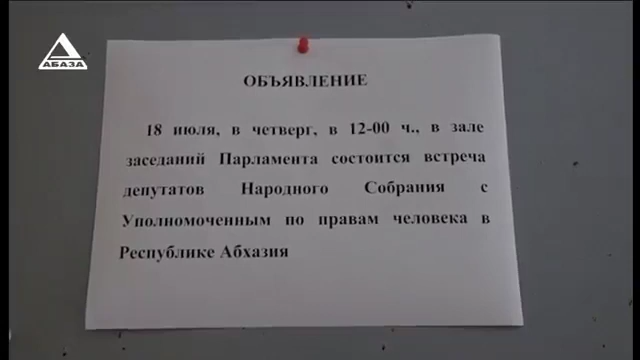 АБАЗА
ОБЪЯВЛЕНИЕ
18 июля, в четверг, в 12-00 ч., в зале
заседаний Парламента состоится встреча
депутатов Народного Собрания с
Уполномоченным по правам человека в
Республике Абхазия